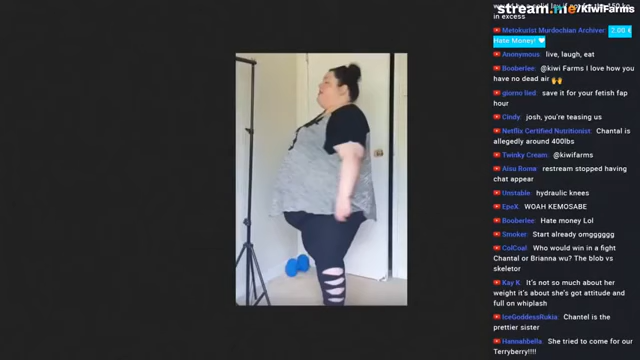 stream.me/KiwiFarms
in excess
Metokurist Murdochian Archiver 2.00 €
Hate Money!
Anonymous live, laugh, eat
Booberlee: @kiwi Farms I love how you
have no dead air
giorno lied: save it for your fetish fap
hour
Cindy: josh, you're teasing us
Netflix Certified Nutritionist: Chantal is
allegedly around 400lbs
Twinky Cream @kiwifarms
restream stopped having
chat appear
Unstable hydraulic knees
EpeX WOAH KEMOSABE
Booberlee: Hate money Lol
Smoker: Start already omgggggg
ColCoal: Who would win in a fight
Chantal or Brianna wu? The blob vs
skeletor
Kay K It's not so much about her
weight it's about she's got attitude and
full on whiplash
IceGoddessRukia: Chantel is the
prettier sister
Hannahbella: She tried to come for our
Terryberry!!!!